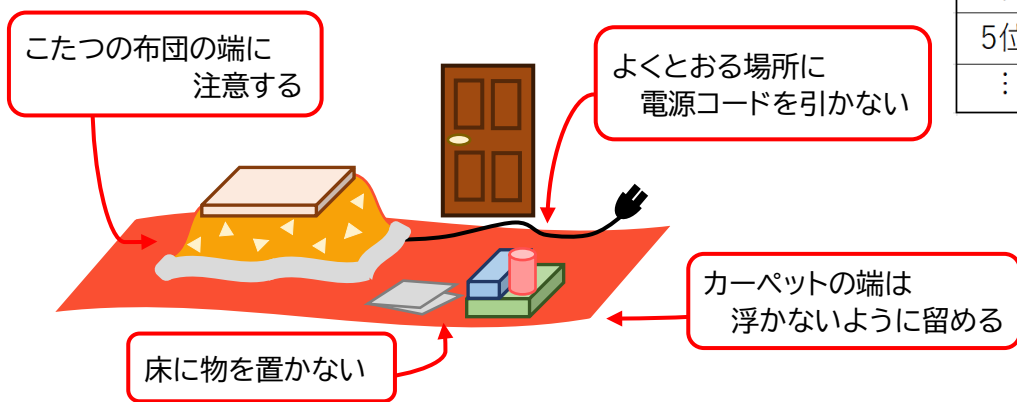 こたつの布団の端に
注意する
よくとおる場所に
電源コードを引かない
5位
⋮
カーペットの端は
浮かないように留める
床に物を置かない